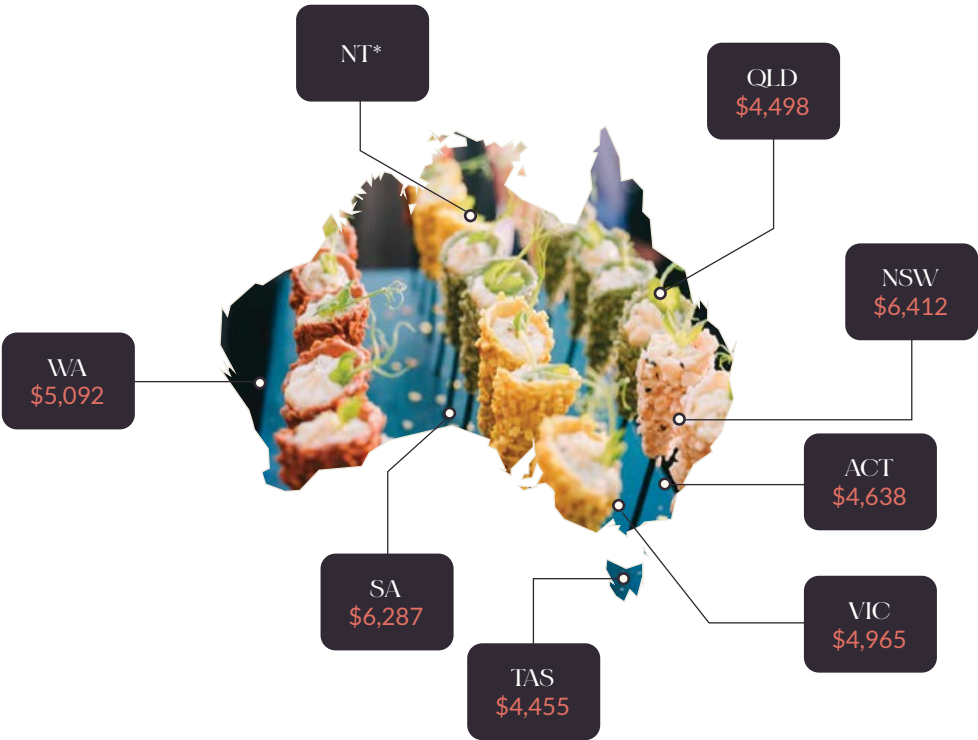 NT*
QLD
$4,498
NSW
$6,412
WA
$5,092
ACT
$4,638
SA
$6,287
VIC
$4,965
TAS
$4,455